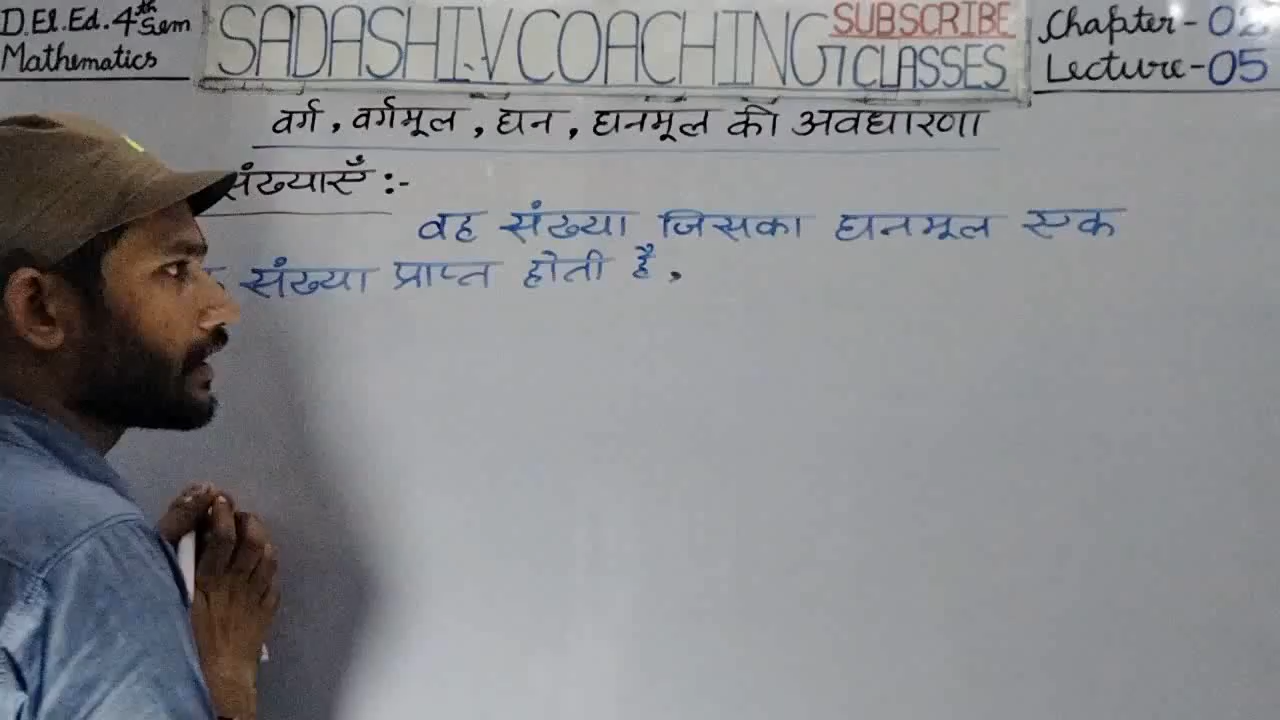 D.El.Ed. 4th Sem
Mathematics
SADASHIV COACHING CLASSES
SUBSCRIBE
Chapter - 02
Lecture - 05
वर्ग, वर्गमूल, घन, घनमूल की अवधारणा
संख्याएँ :-
वह संख्या जिसका घनमूल एक
संख्या प्राप्त होती है,